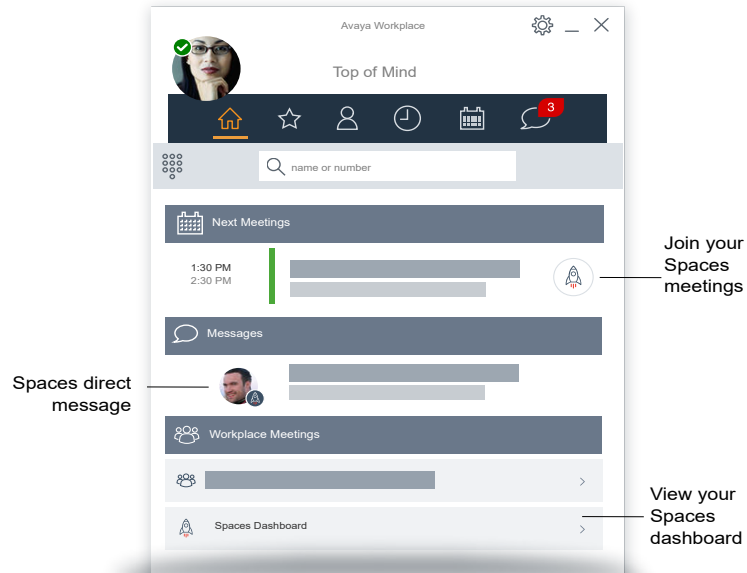 Avaya Workplace
Top of Mind
3
name or number
Next Meetings
1:30 PM
2:30 PM
Join your
Spaces
meetings
Messages
Spaces direct
message
Workplace Meetings
Spaces Dashboard
View your
Spaces
dashboard